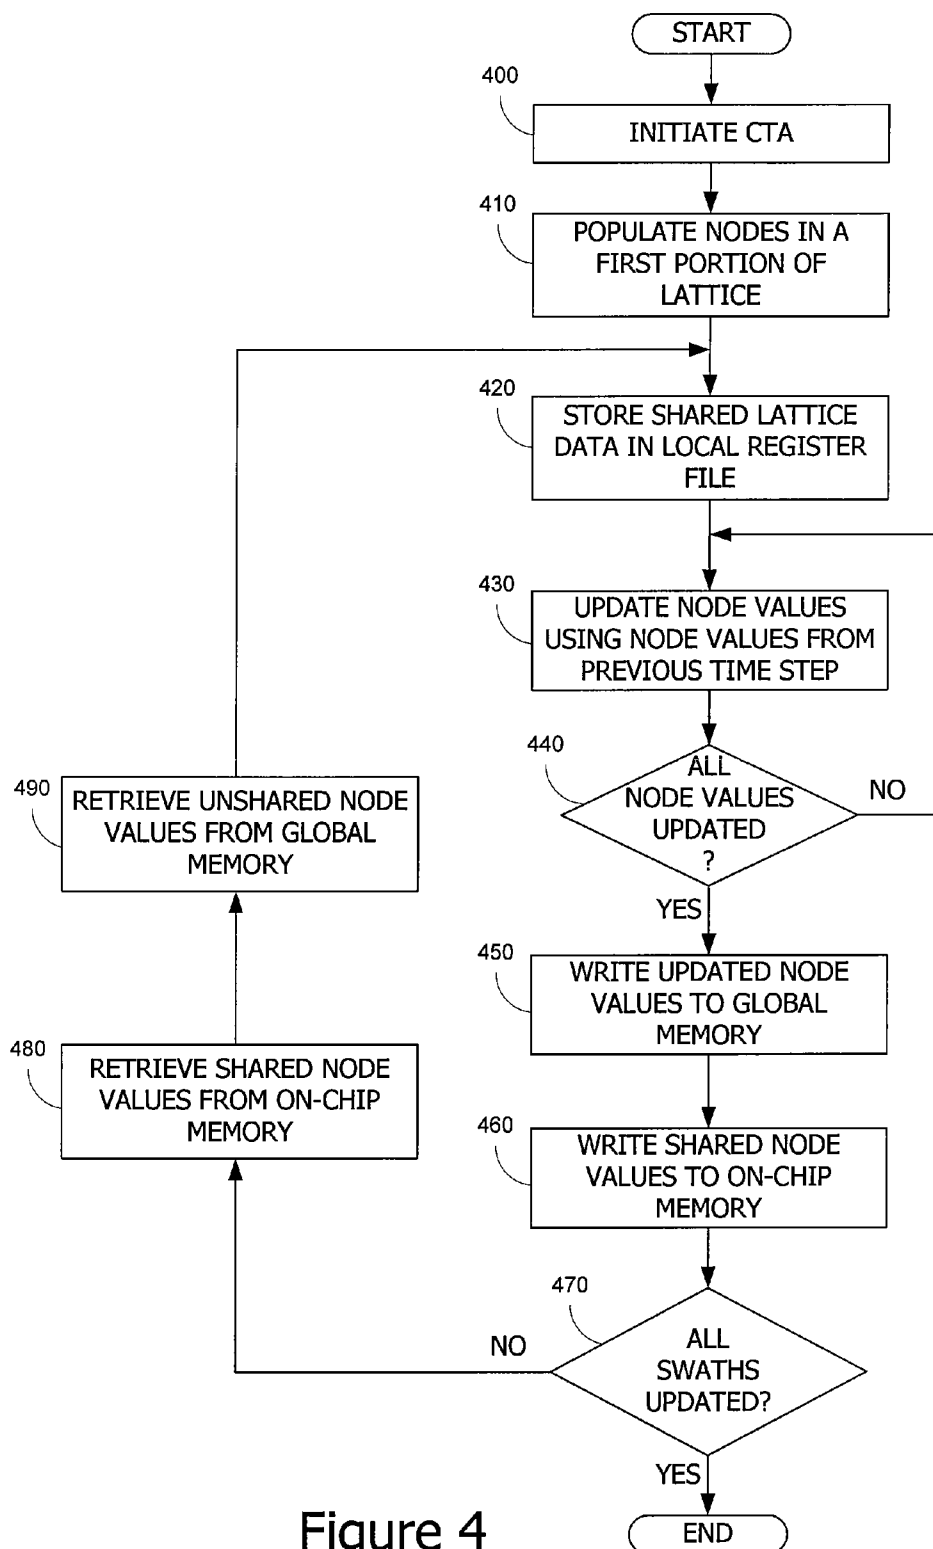 START
400
INITIATE CTA
410
POPULATE NODES IN A
FIRST PORTION OF
LATTICE
420
STORE SHARED LATTICE
DATA IN LOCAL REGISTER
FILE
430
UPDATE NODE VALUES
USING NODE VALUES FROM
PREVIOUS TIME STEP
440
ALL
NODE VALUES
UPDATED
?
NO
YES
450
WRITE UPDATED NODE
VALUES TO GLOBAL
MEMORY
460
WRITE SHARED NODE
VALUES TO ON-CHIP
MEMORY
470
ALL
SWATHS
UPDATED?
NO
YES
480
RETRIEVE SHARED NODE
VALUES FROM ON-CHIP
MEMORY
490
RETRIEVE UNSHARED NODE
VALUES FROM GLOBAL
MEMORY
END
Figure 4